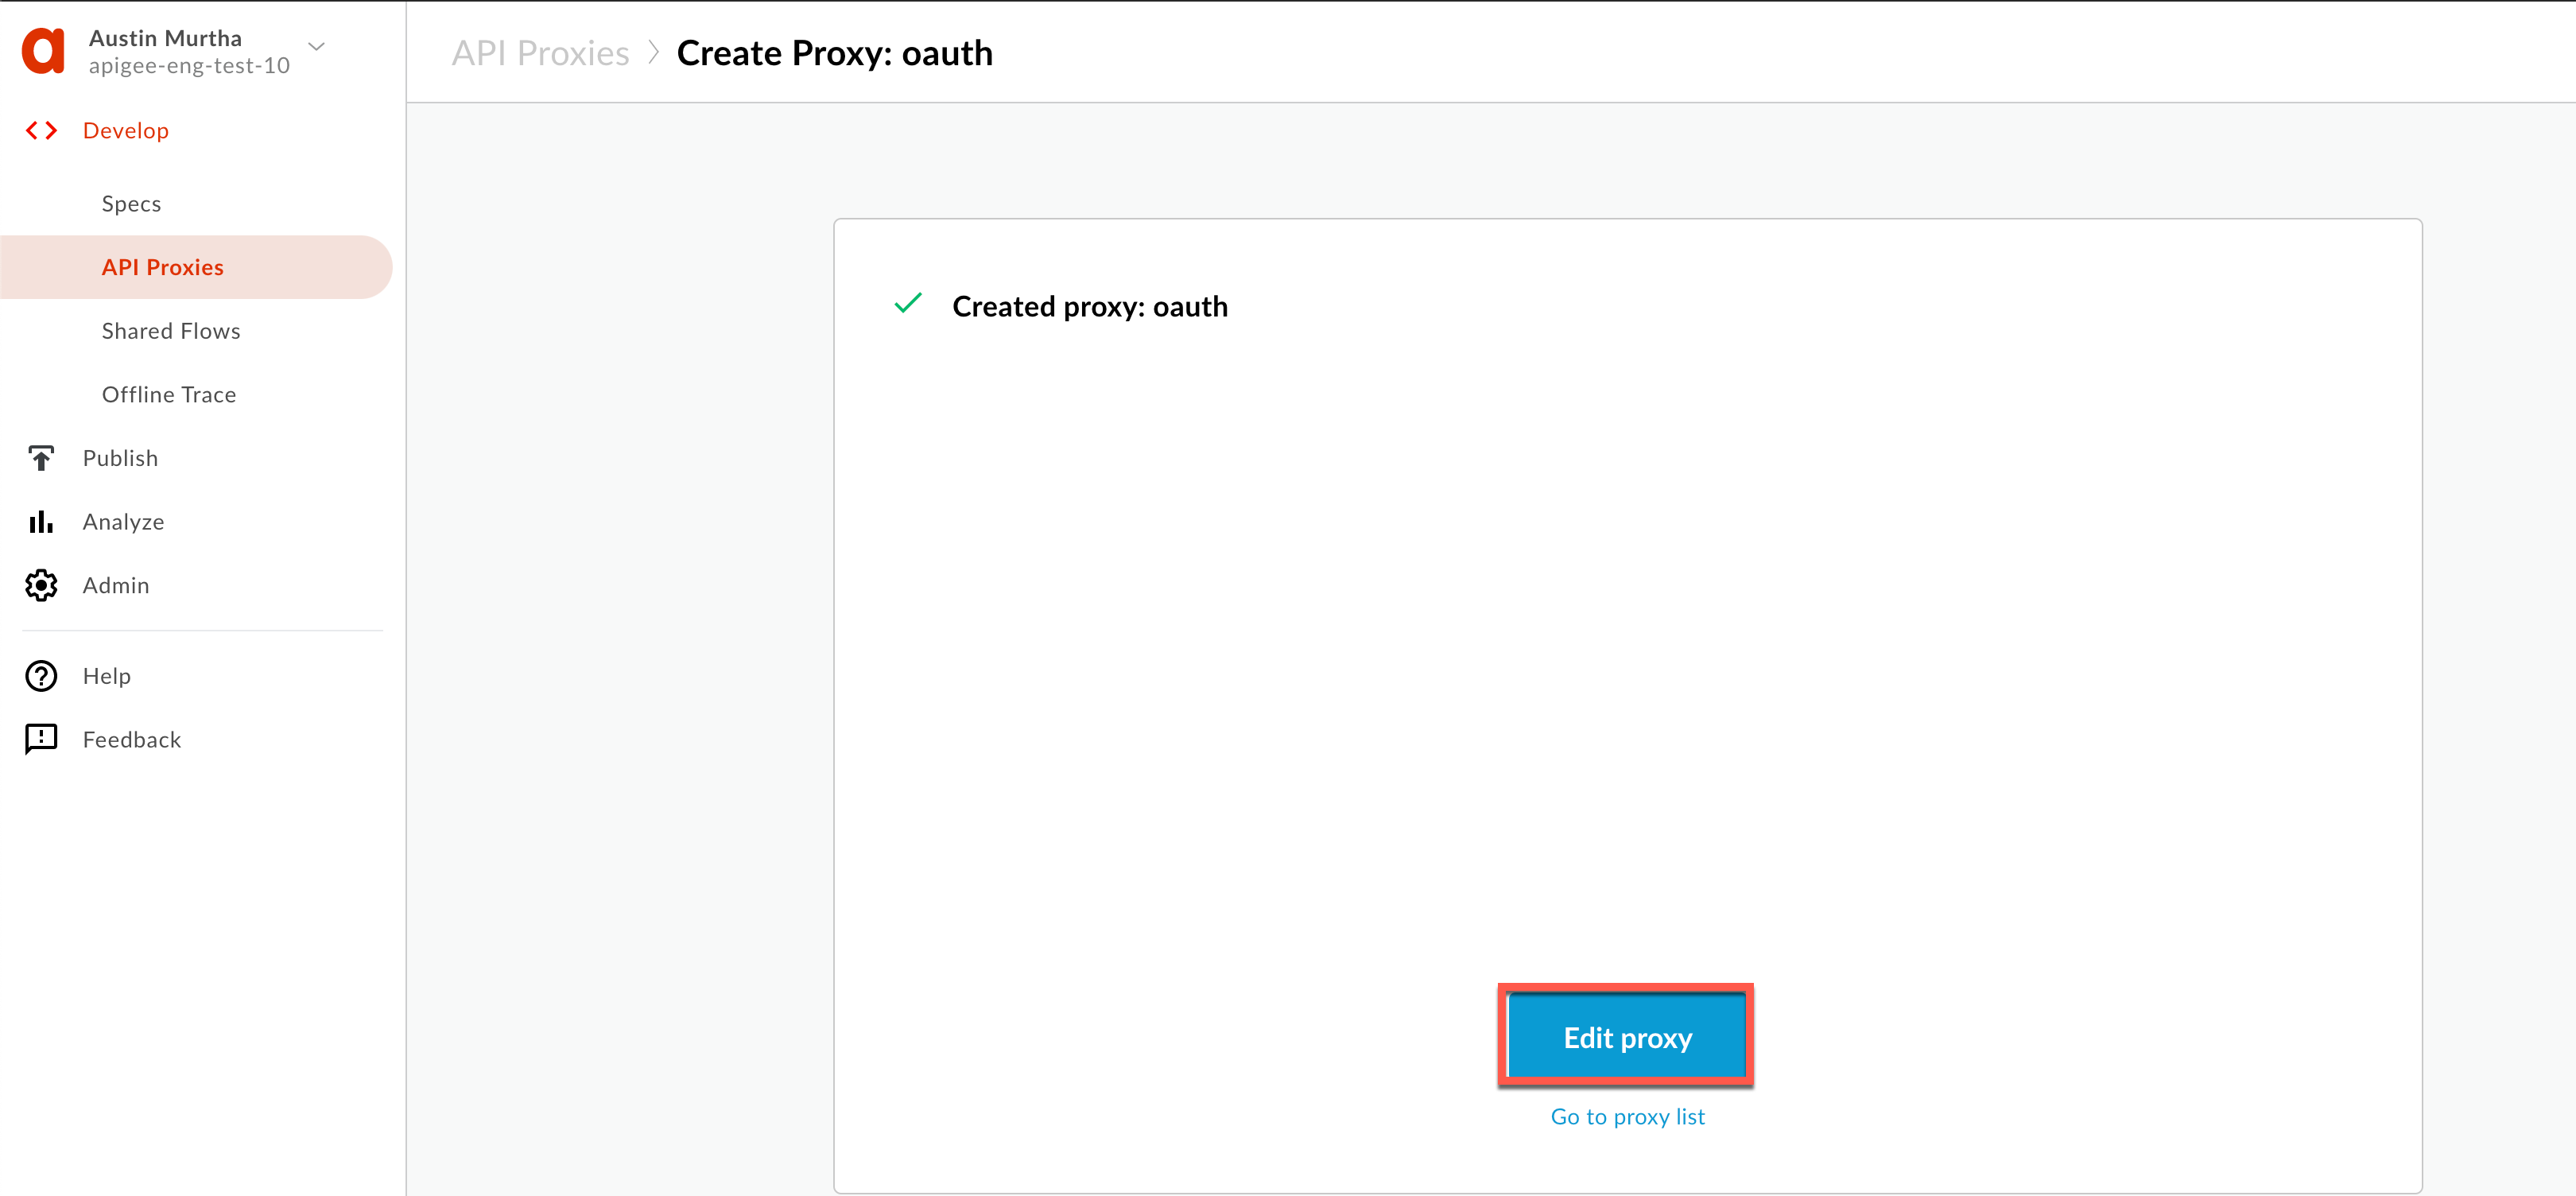 Austin Murtha
apigee-eng-test-10
Develop
Specs
API Proxies
Shared Flows
Offline Trace
Publish
Analyze
Admin
Help
Feedback
API Proxies > Create Proxy: oauth
Created proxy: oauth
Edit proxy
Go to proxy list